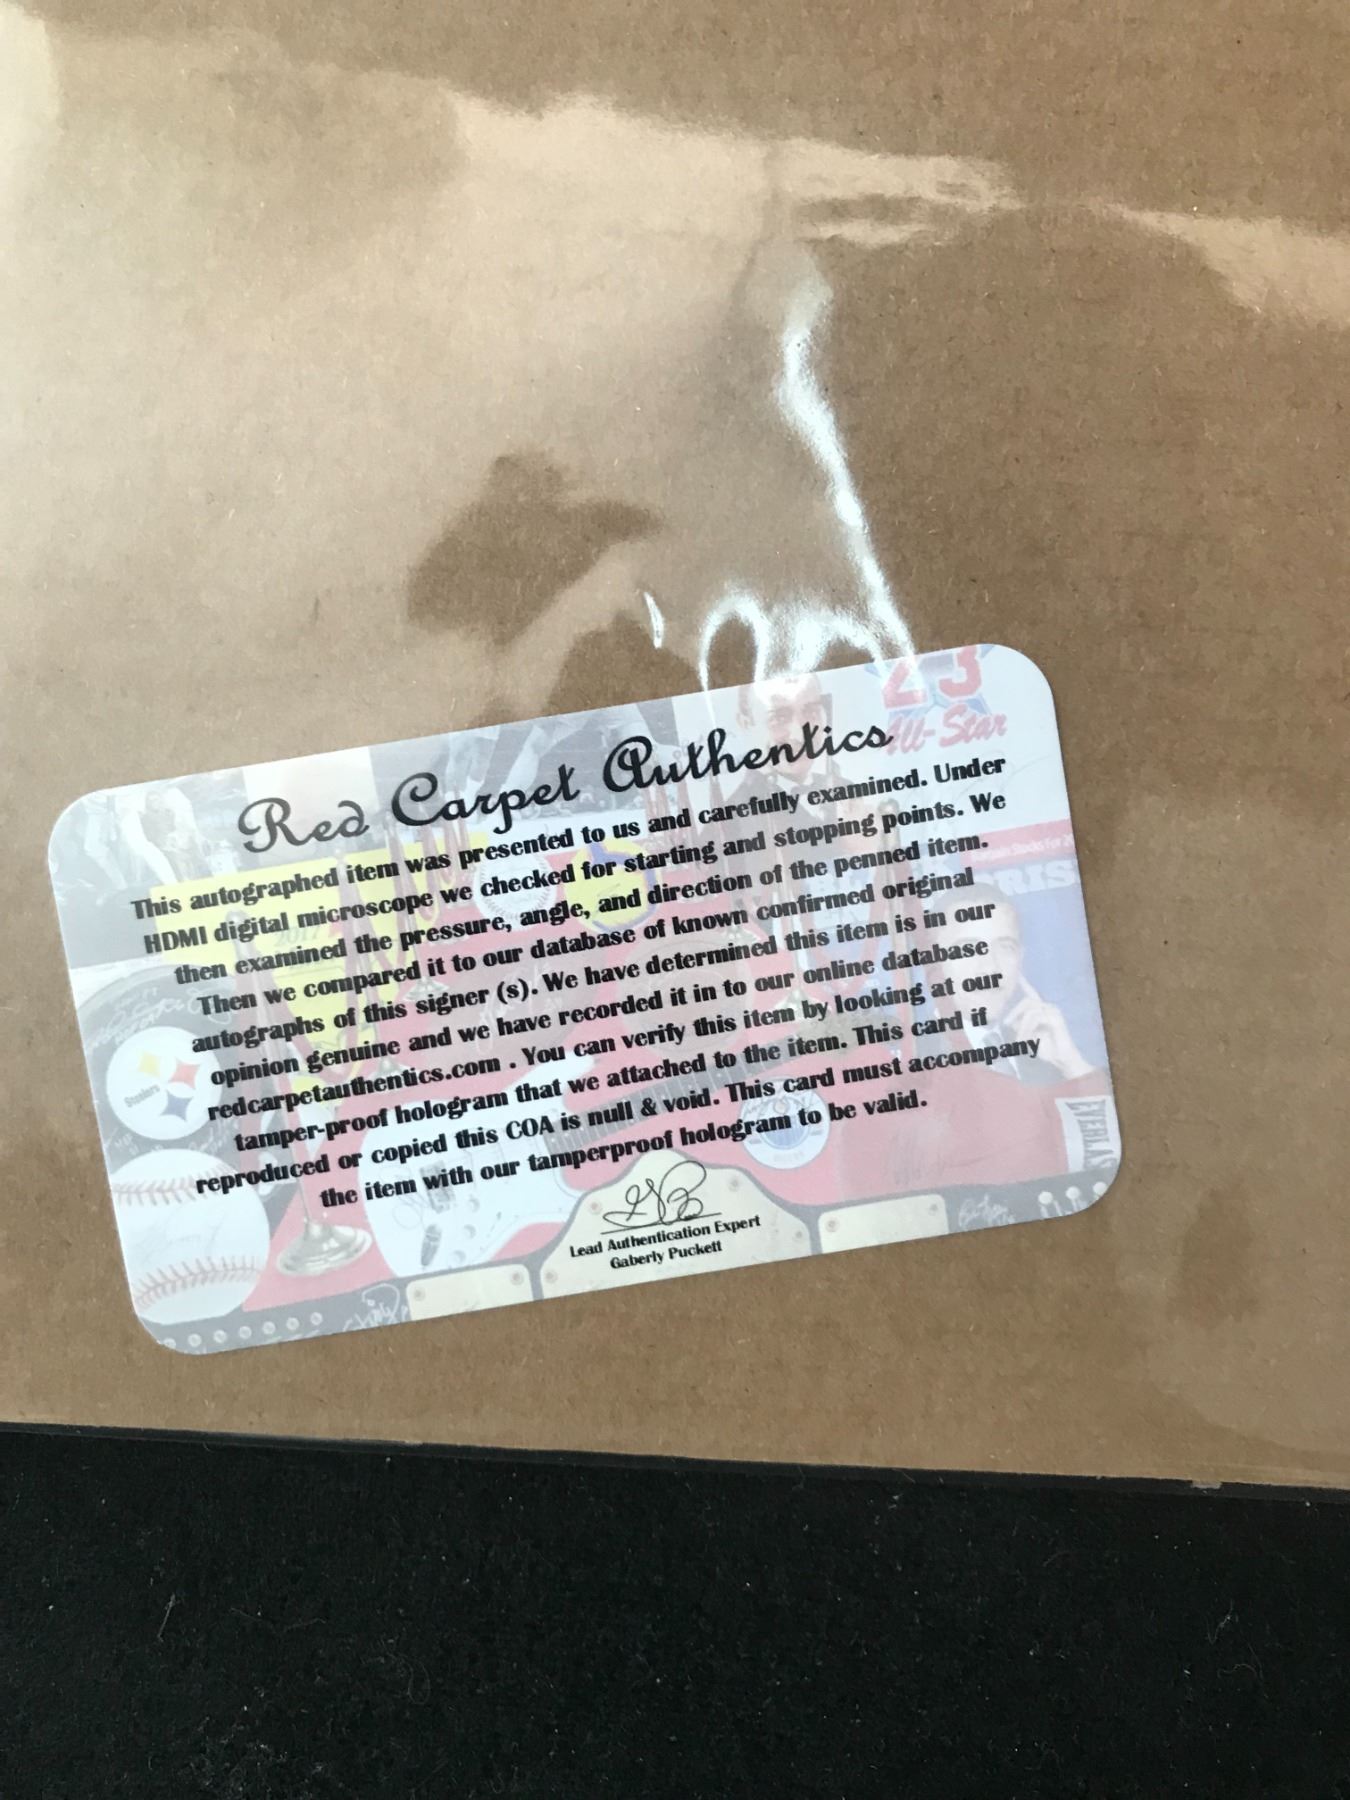 23
All-Star
Red Carpet Authentics
This autographed item was presented to us and carefully examined. Under
HDMI digital microscope we checked for starting and stopping points. We
then examined the pressure, angle, and direction of the penned item.
Then we compared it to our database of known confirmed original
autographs of this signer (s). We have determined this item is in our
opinion genuine and we have recorded it in to our online database
redcarpetauthentics.com . You can verify this item by looking at our
tamper-proof hologram that we attached to the item. This card if
reproduced or copied this COA is null & void. This card must accompany
the item with our tamperproof hologram to be valid.
Lead Authentication Expert
Gaberly Puckett
2017
Steelers